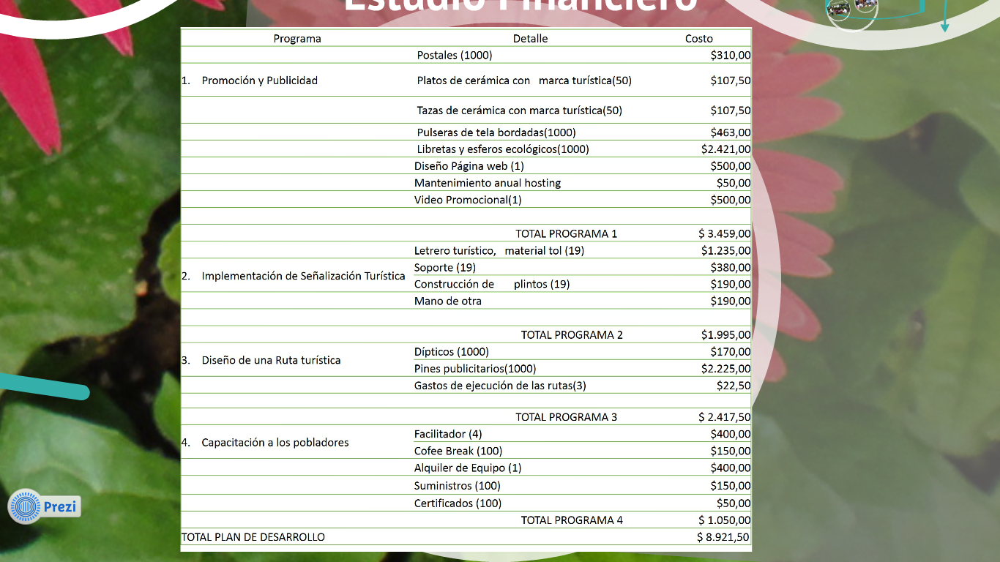 Estudio Financiero
Programa Detalle Costo
Postales (1000) $310,00
1. Promoción y Publicidad Platos de cerámica con marca turística(50) $107,50
Tazas de cerámica con marca turística(50) $107,50
Pulseras de tela bordadas(1000) $463,00
Libretas y esferos ecológicos(1000) $2.421,00
Diseño Página web (1) $500,00
Mantenimiento anual hosting $50,00
Video Promocional(1) $500,00
TOTAL PROGRAMA 1 $ 3.459,00
Letrero turístico, material tol (19) $1.235,00
2. Implementación de Señalización Turística
Soporte (19) $380,00
Construcción de plintos (19) $190,00
Mano de otra $190,00
TOTAL PROGRAMA 2 $1.995,00
3. Diseño de una Ruta turística
Dípticos (1000) $170,00
Pines publicitarios(1000) $2.225,00
Gastos de ejecución de las rutas(3) $22,50
TOTAL PROGRAMA 3 $ 2.417,50
4. Capacitación a los pobladores
Facilitador (4) $400,00
Cofee Break (100) $150,00
Alquiler de Equipo (1) $400,00
Suministros (100) $150,00
Certificados (100) $50,00
TOTAL PROGRAMA 4 $ 1.050,00
TOTAL PLAN DE DESARROLLO $ 8.921,50
Prezi